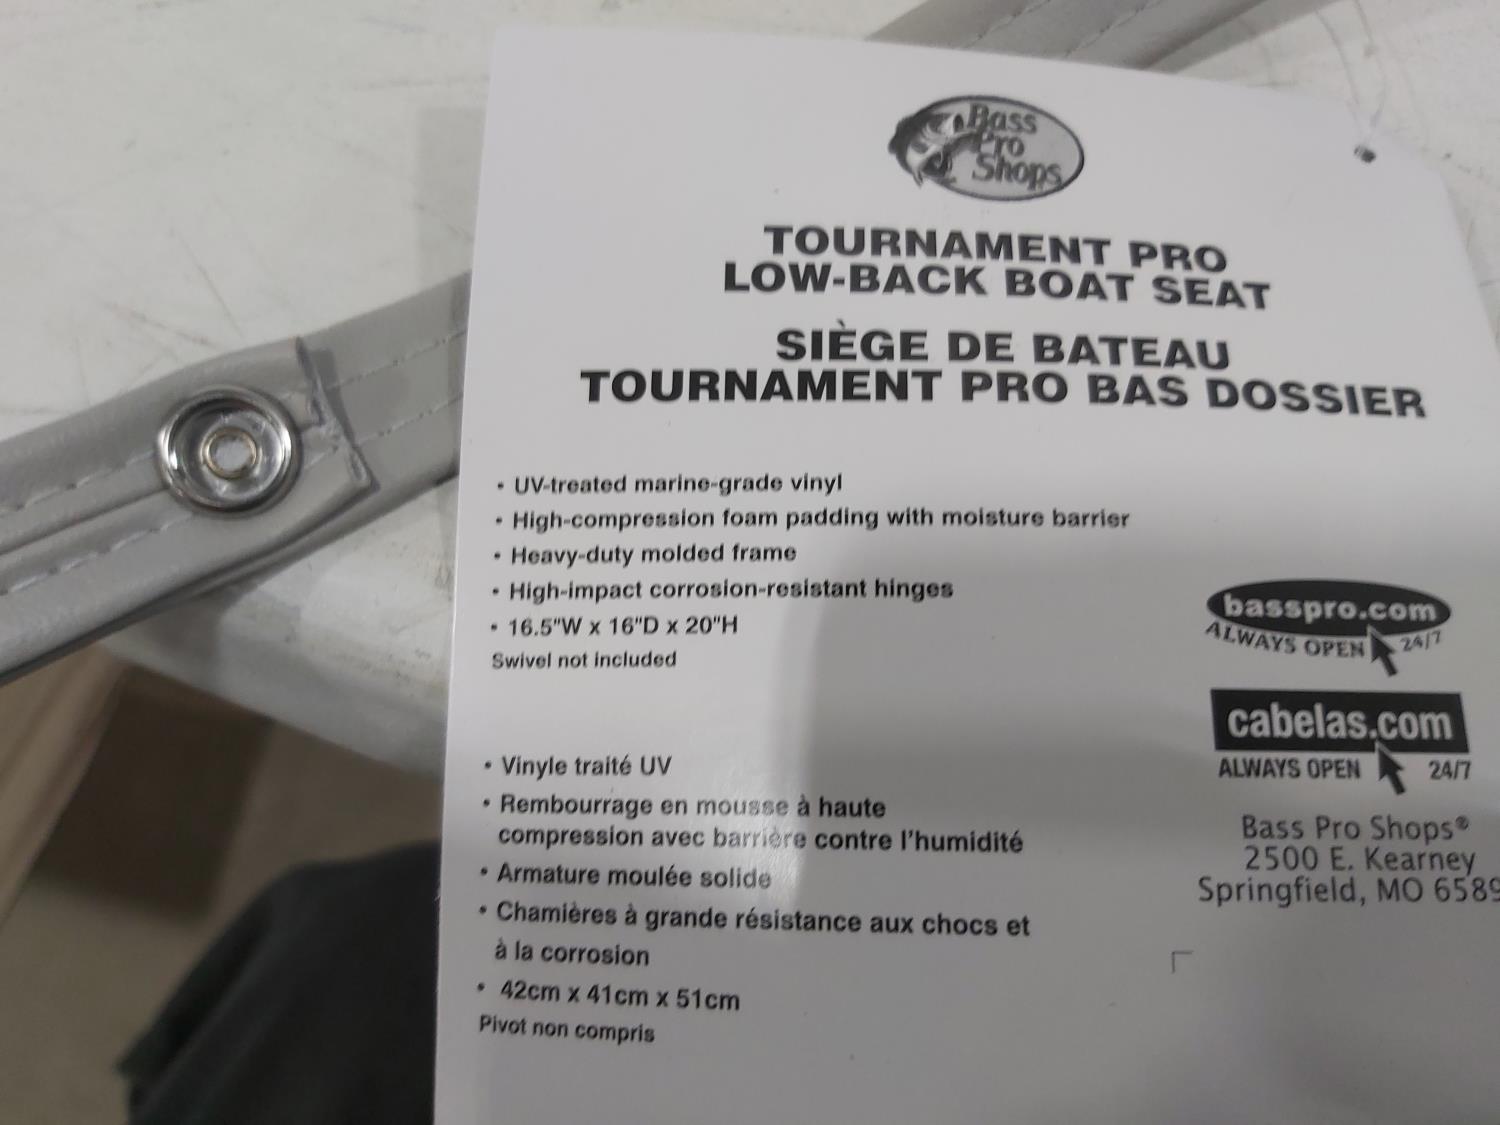 Bass
Pro
Shops
TOURNAMENT PRO
LOW-BACK BOAT SEAT
SIÈGE DE BATEAU
TOURNAMENT PRO BAS DOSSIER
• UV-treated marine-grade vinyl
• High-compression foam padding with moisture barrier
• Heavy-duty molded frame
• High-impact corrosion-resistant hinges
• 16.5"W x 16"D x 20"H
Swivel not included
• Vinyle traité UV
• Rembourrage en mousse à haute
compression avec barrière contre l'humidité
• Armature moulée solide
• Chamières à grande résistance aux chocs et
à la corrosion
• 42cm x 41cm x 51cm
Pivot non compris
basspro.com
ALWAYS OPEN 24/7
cabelas.com
ALWAYS OPEN 24/7
Bass Pro Shops®
2500 E. Kearney
Springfield, MO 6589